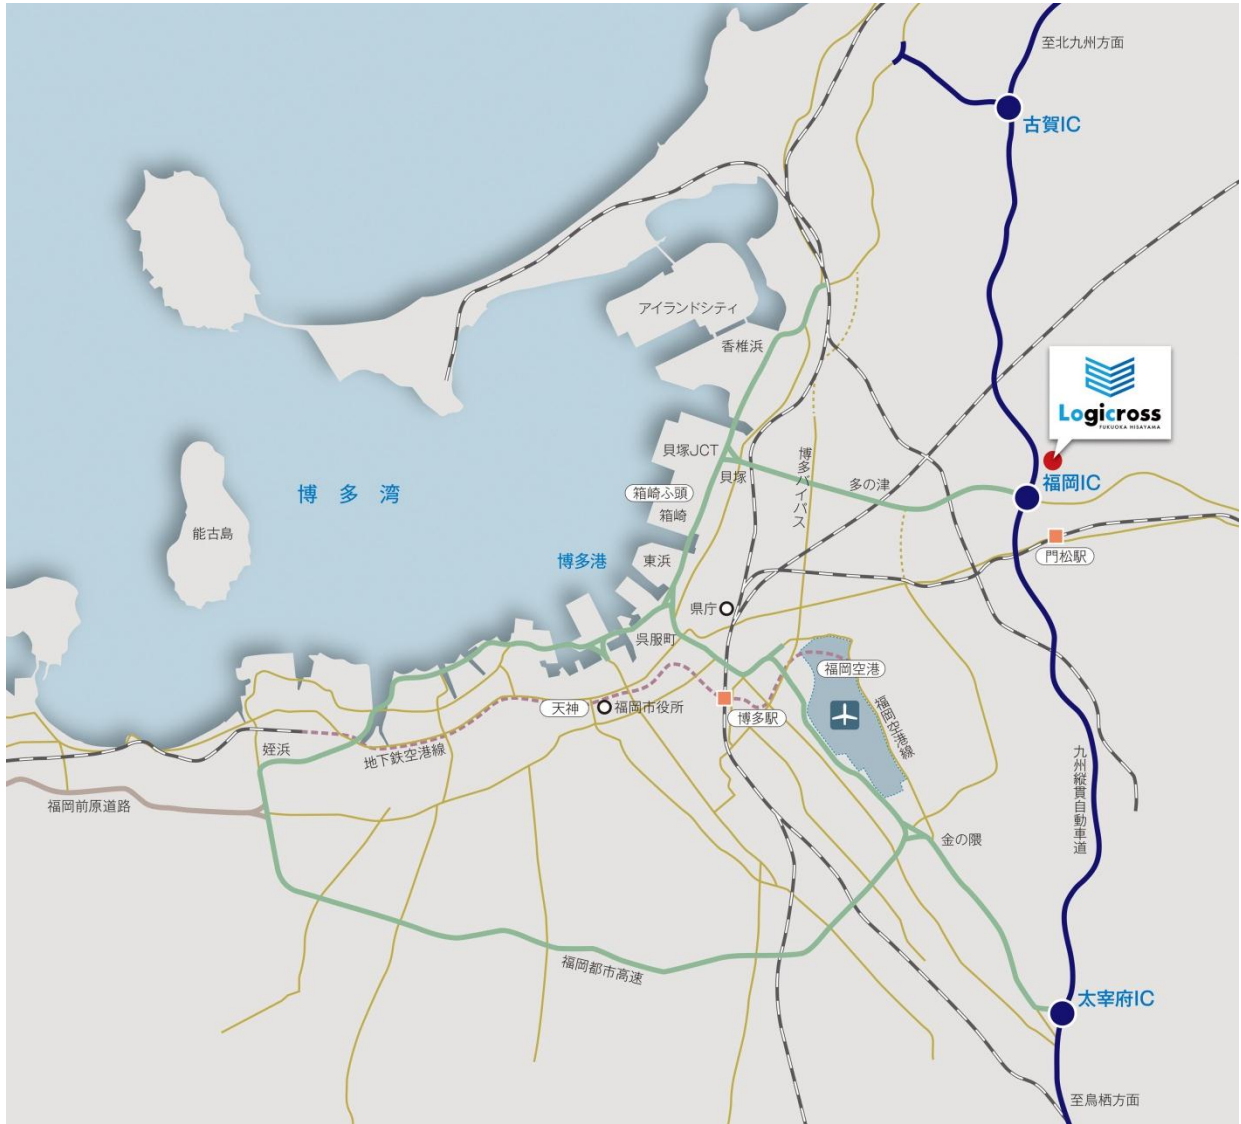 至北九州方面
古賀IC
アイランドシティ
香椎浜
Logicross
FUKUOKA HISAYAMA
貝塚JCT
貝塚
博多バイパス
多の津
福岡IC
箱崎ふ頭
箱崎
博多湾
能古島
博多港
東浜
門松駅
県庁
呉服町
福岡空港
天神
福岡市役所
博多駅
福岡空港線
姪浜
地下鉄空港線
福岡前原道路
九州縦貫自動車道
金の隈
福岡都市高速
太宰府IC
至鳥栖方面